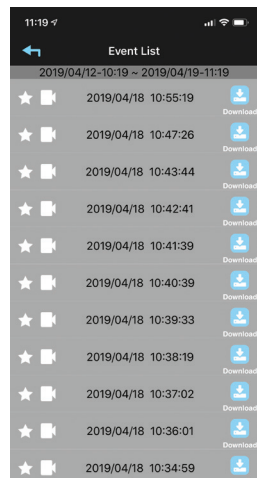 11:19
Event List
2019/04/12-10:19 ~ 2019/04/19-11:19
2019/04/18 10:55:19
Download
2019/04/18 10:47:26
Download
2019/04/18 10:43:44
Download
2019/04/18 10:42:41
Download
2019/04/18 10:41:39
Download
2019/04/18 10:40:39
Download
2019/04/18 10:39:33
Download
2019/04/18 10:38:19
Download
2019/04/18 10:37:02
Download
2019/04/18 10:36:01
Download
2019/04/18 10:34:59